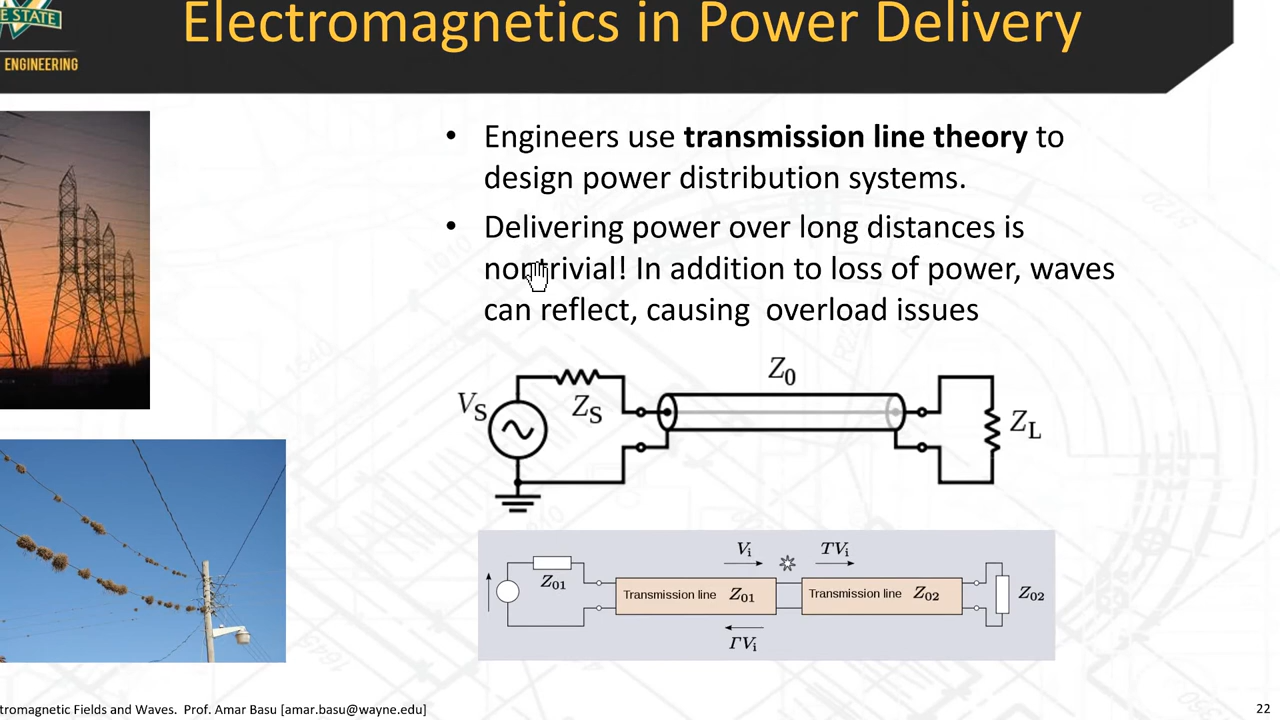 Electromagnetics in Power Delivery
E STATE
ENGINEERING
• Engineers use transmission line theory to
design power distribution systems.
• Delivering power over long distances is
nontrivial! In addition to loss of power, waves
can reflect, causing overload issues
Z0
VS
ZS
ZL
Vi
TVi
Z01
Transmission line Z01
Transmission line Z02
Z02
ΓVi
tromagnetic Fields and Waves. Prof. Amar Basu [amar.basu@wayne.edu]
22